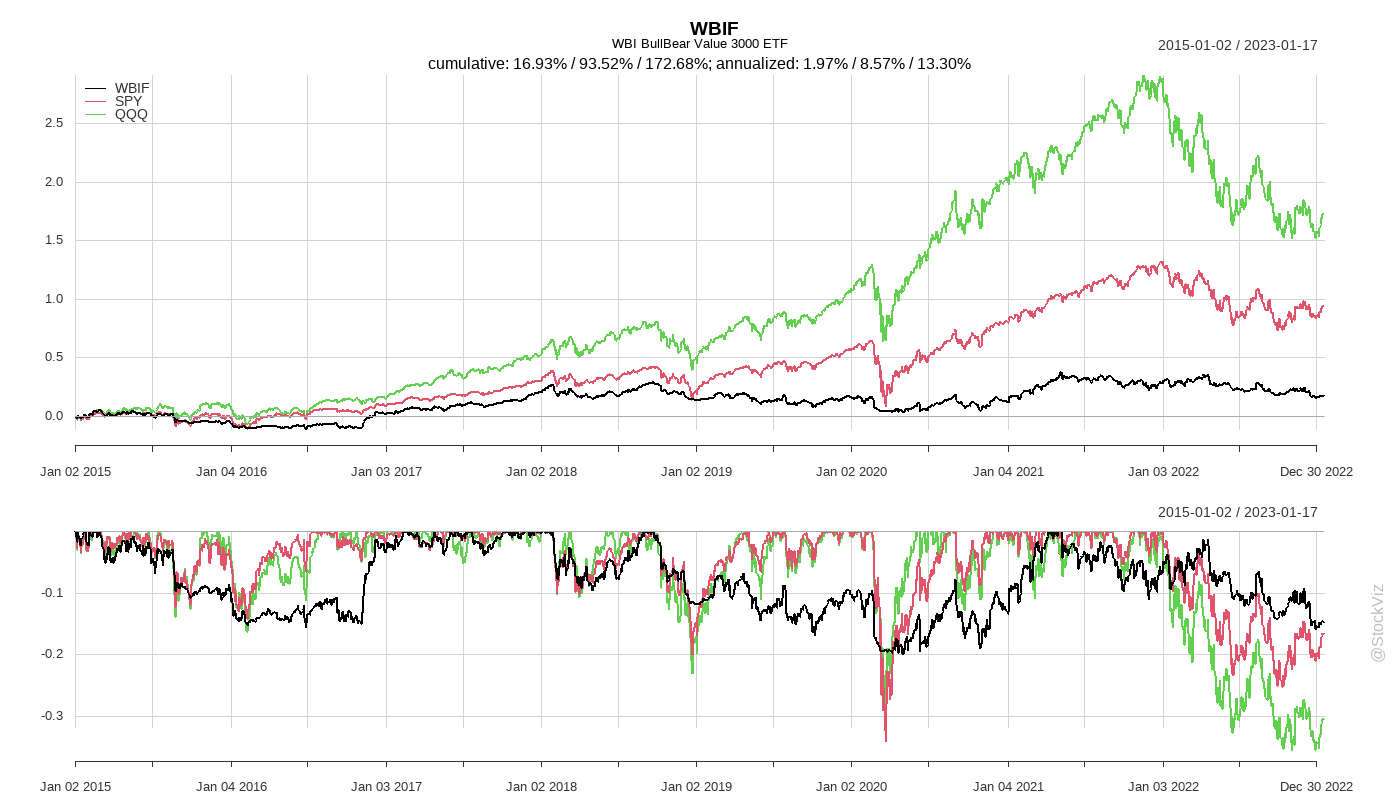 WBIF
WBI BullBear Value 3000 ETF
2015-01-02 / 2023-01-17
cumulative: 16.93% / 93.52% / 172.68%; annualized: 1.97% / 8.57% / 13.30%
WBIF
SPY
QQQ
2.5
2.0
1.5
1.0
0.5
0.0
Jan 02 2015 Jan 04 2016 Jan 03 2017 Jan 02 2018 Jan 02 2019 Jan 02 2020 Jan 04 2021 Jan 03 2022 Dec 30 2022
2015-01-02 / 2023-01-17
-0.1
-0.2
-0.3
@StockViz
Jan 02 2015 Jan 04 2016 Jan 03 2017 Jan 02 2018 Jan 02 2019 Jan 02 2020 Jan 04 2021 Jan 03 2022 Dec 30 2022